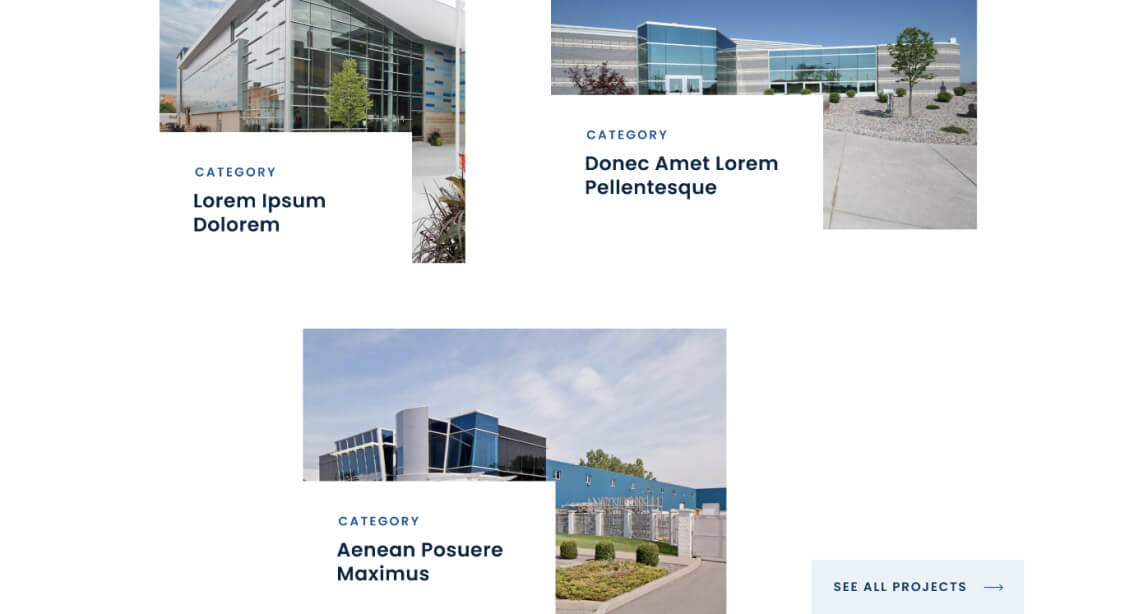 CATEGORY
Lorem Ipsum
Dolorem
CATEGORY
Donec Amet Lorem
Pellentesque
CATEGORY
Aenean Posuere
Maximus
SEE ALL PROJECTS